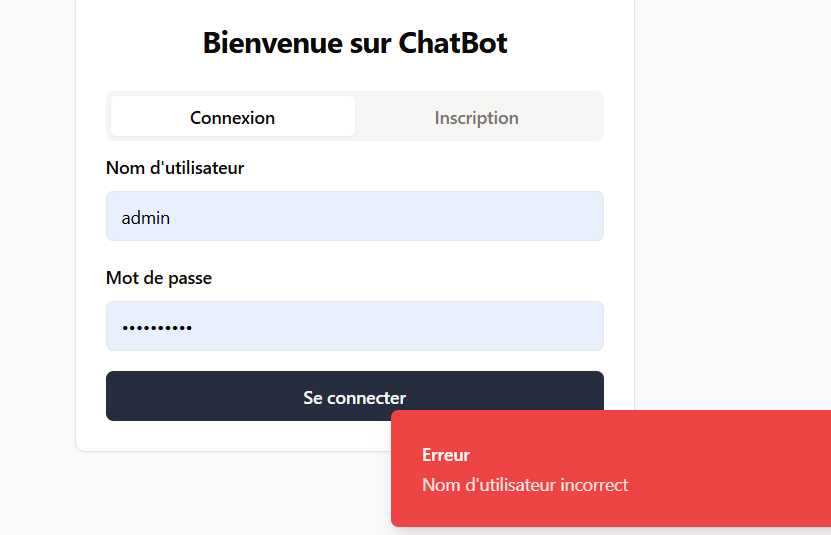 Bienvenue sur ChatBot
Connexion
Inscription
Nom d'utilisateur
admin
Mot de passe
••••••••••
Se connecter
Erreur
Nom d'utilisateur incorrect